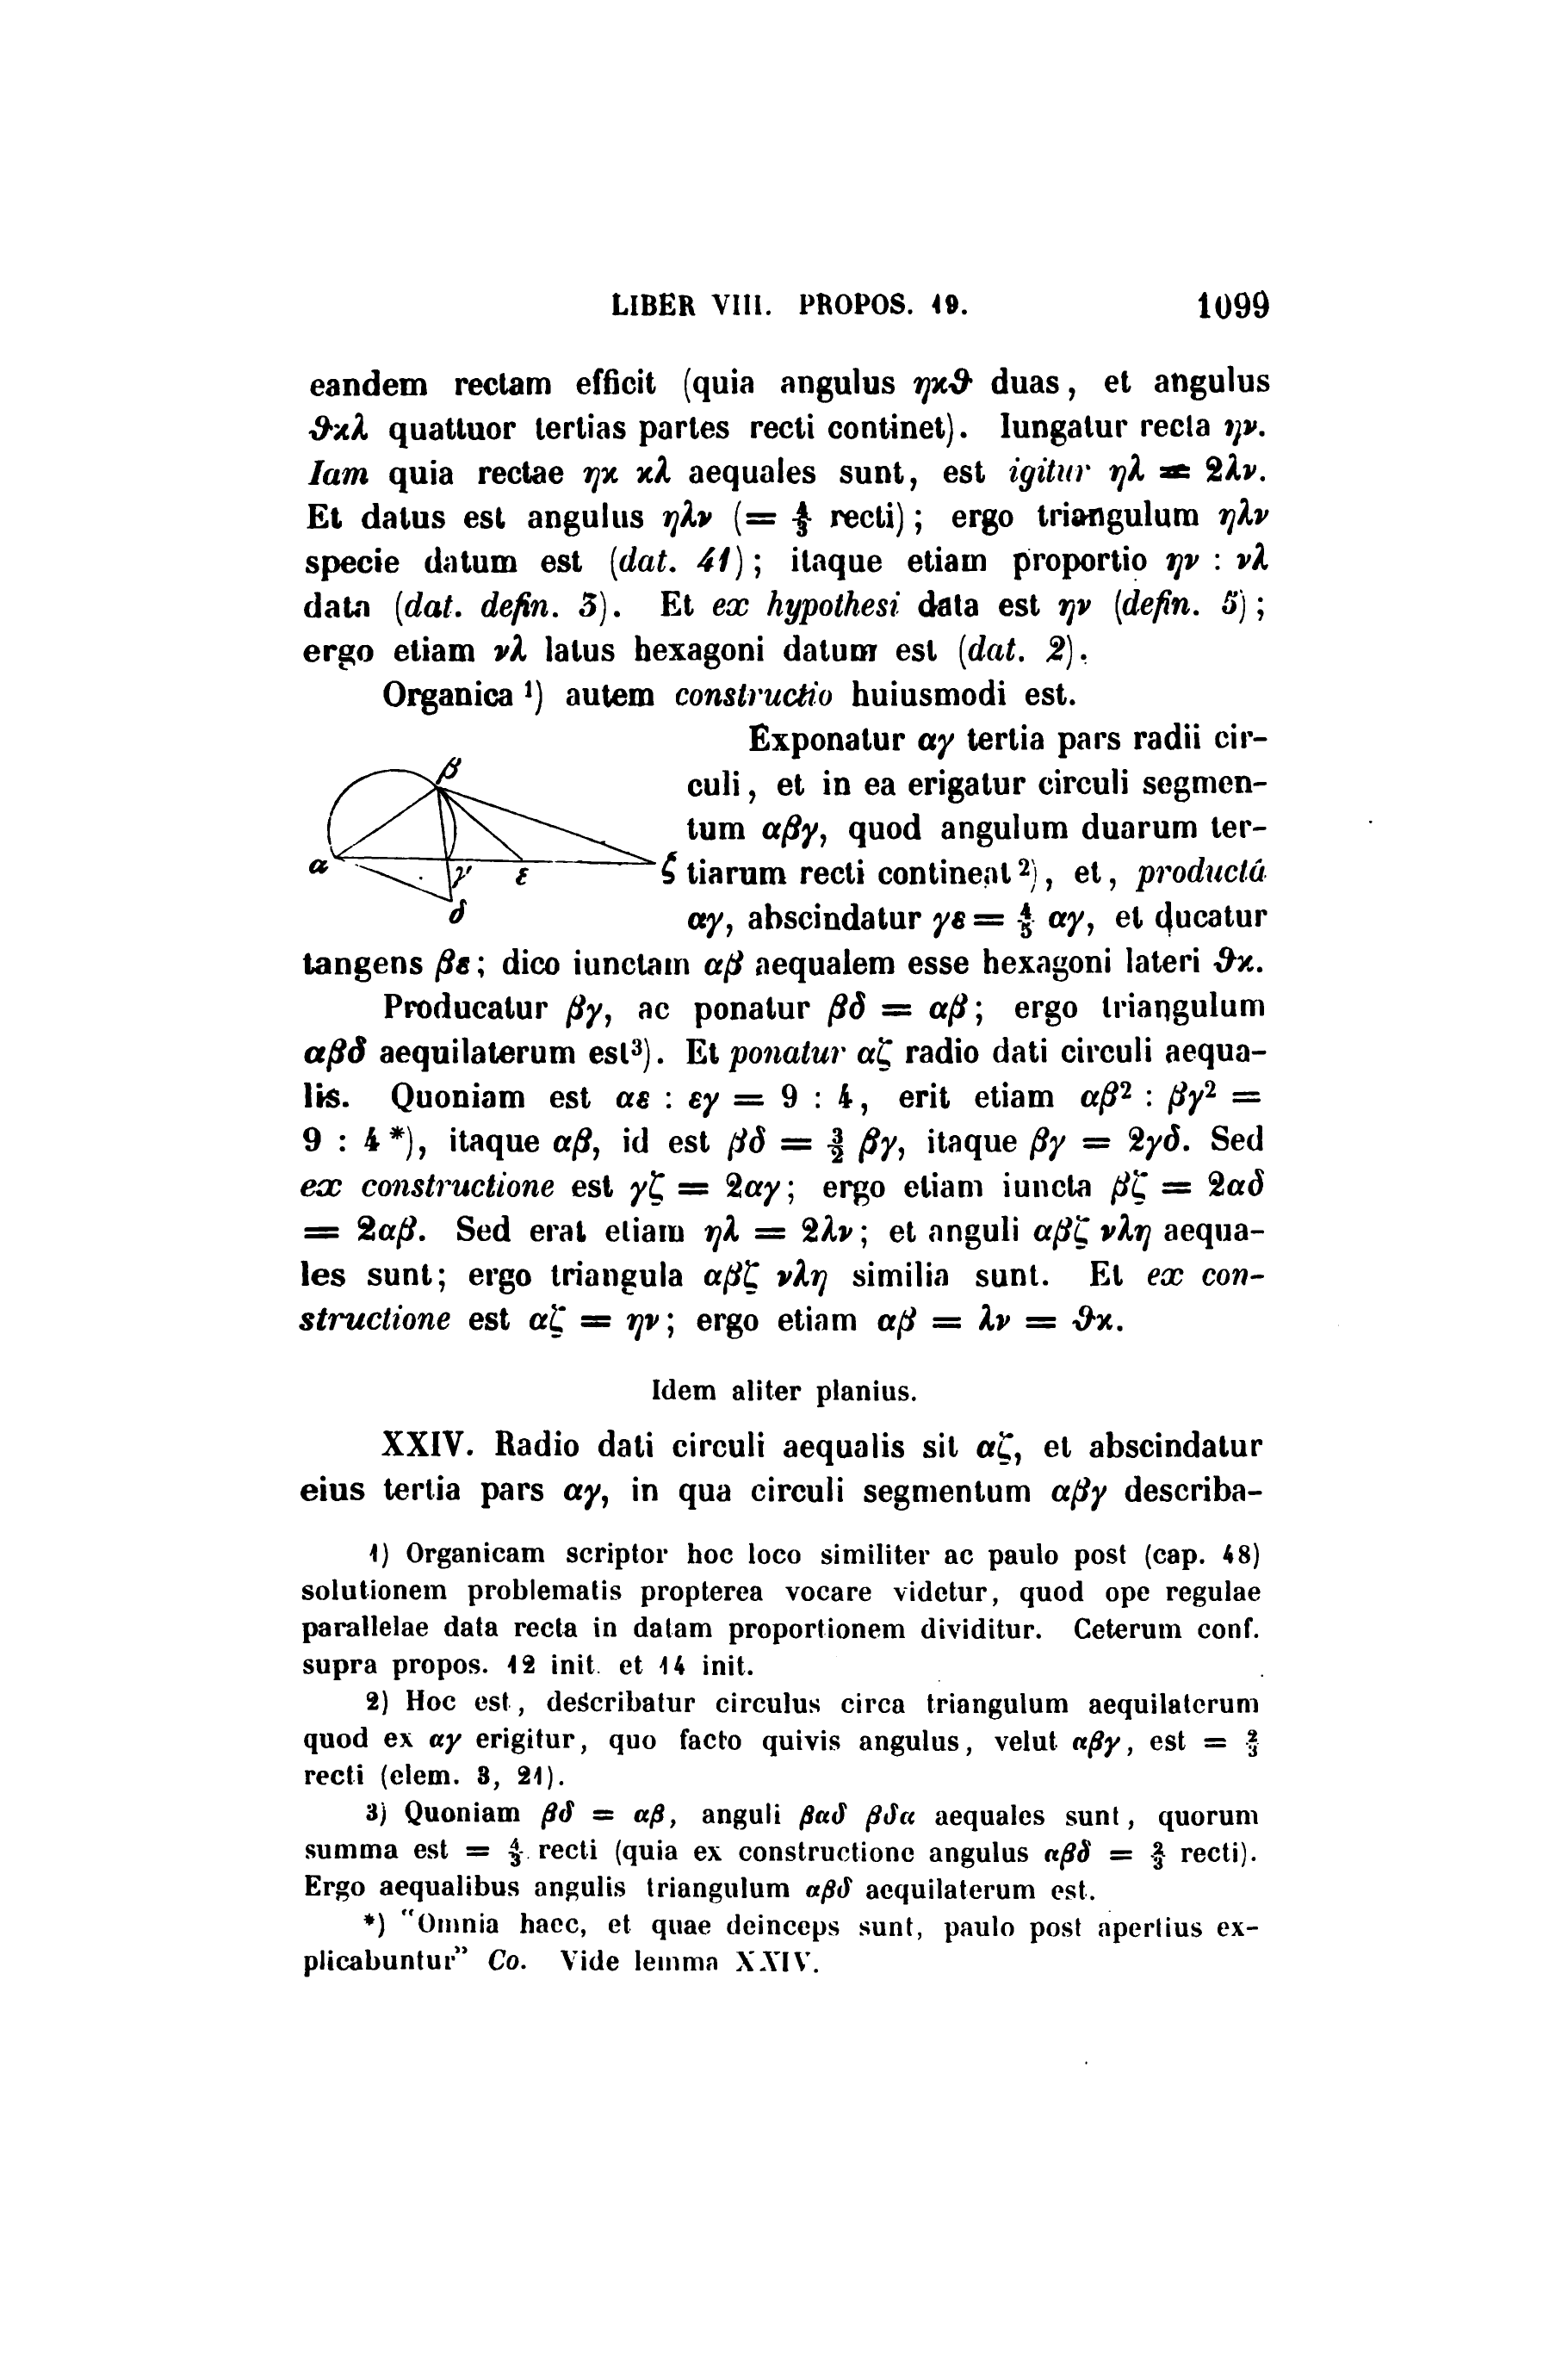 LIBER VIII. PROPOS. 19. 1099
eandem rectam efficit (quia angulus ηκϑ duas, et angulus
ϑκλ quattuor tertias partes recti continet). Iungatur recta ην.
Iam quia rectae ηκ κλ aequales sunt, est igitur ηλ = 2λν.
Et datus est angulus ηλν (= 4/3 recti); ergo triangulum ηλν
specie datum est (dat. 41); itaque etiam proportio ην : νλ
data (dat. defin. 3). Et ex hypothesi data est ην (defin. 5);
ergo etiam νλ latus hexagoni datum est (dat. 2).
Organica ¹) autem constructio huiusmodi est.
Exponatur αγ tertia pars radii cir-
culi, et in ea erigatur circuli segmen-
tum αβγ, quod angulum duarum ter-
tiarum recti contineat ²), et, productâ
αγ, abscindatur γε = 4/5 αγ, et ducatur
β
α
γ
ε
ζ
δ
tangens βε; dico iunctam αβ aequalem esse hexagoni lateri ϑκ.
Producatur βγ, ac ponatur βδ = αβ; ergo triangulum
αβδ aequilaterum est³). Et ponatur αζ radio dati circuli aequa-
lis. Quoniam est αε : εγ = 9 : 4, erit etiam αβ² : βγ² =
9 : 4 *), itaque αβ, id est βδ = 3/2 βγ, itaque βγ = 2γδ. Sed
ex constructione est γζ = 2αγ; ergo etiam iuncta βζ = 2αδ
= 2αβ. Sed erat etiam ηλ = 2λν; et anguli αβζ νλη aequa-
les sunt; ergo triangula αβζ νλη similia sunt. Et ex con-
structione est αζ = ην; ergo etiam αβ = λν = ϑκ.
Idem aliter planius.
XXIV. Radio dati circuli aequalis sit αζ, et abscindatur
eius tertia pars αγ, in qua circuli segmentum αβγ describa-
1) Organicam scriptor hoc loco similiter ac paulo post (cap. 48)
solutionem problematis propterea vocare videtur, quod ope regulae
parallelae data recta in datam proportionem dividitur. Ceterum conf.
supra propos. 12 init. et 14 init.
2) Hoc est, describatur circulus circa triangulum aequilaterum
quod ex αγ erigitur, quo facto quivis angulus, velut αβγ, est = 2/3
recti (elem. 3, 21).
3) Quoniam βδ = αβ, anguli βαδ βδα aequales sunt, quorum
summa est = 4/3 recti (quia ex constructione angulus αβδ = 2/3 recti).
Ergo aequalibus angulis triangulum αβδ aequilaterum est.
*) "Omnia haec, et quae deinceps sunt, paulo post apertius ex-
plicabuntur" Co. Vide lemma XXIV.